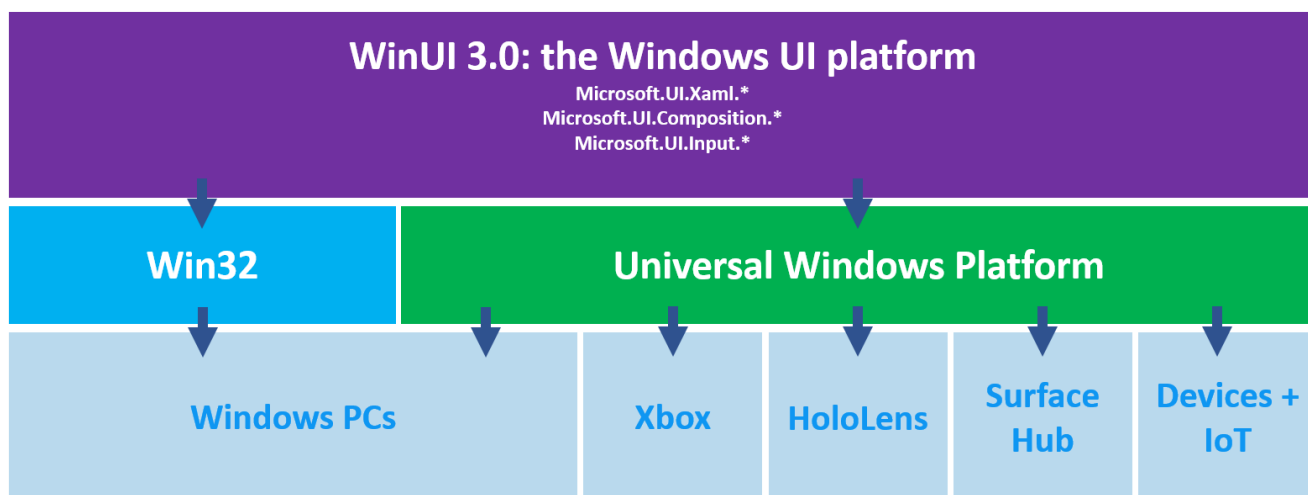 WinUI 3.0: the Windows UI platform
Microsoft.UI.Xaml.*
Microsoft.UI.Composition.*
Microsoft.UI.Input.*
Win32
Universal Windows Platform
Windows PCs
Xbox
HoloLens
Surface
Hub
Devices +
IoT